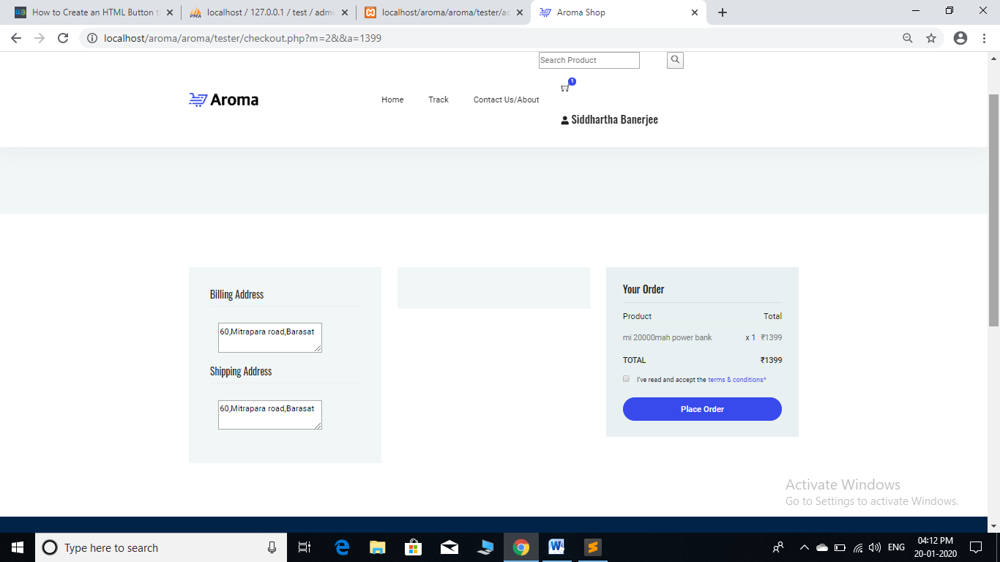 How to Create an HTML Button t
localhost / 127.0.0.1 / test / admi
localhost/aroma/aroma/tester/ac
Aroma Shop
localhost/aroma/aroma/tester/checkout.php?m=2&&a=1399
Search Product
1
Aroma
Home
Track
Contact Us/About
Siddhartha Banerjee
Billing Address
60,Mitrapara road,Barasat
Shipping Address
60,Mitrapara road,Barasat
Your Order
Product Total
mi 20000mah power bank x 1 ₹1399
TOTAL ₹1399
I've read and accept the terms & conditions*
Place Order
Activate Windows
Go to Settings to activate Windows.
Type here to search
ENG
04:12 PM
20-01-2020